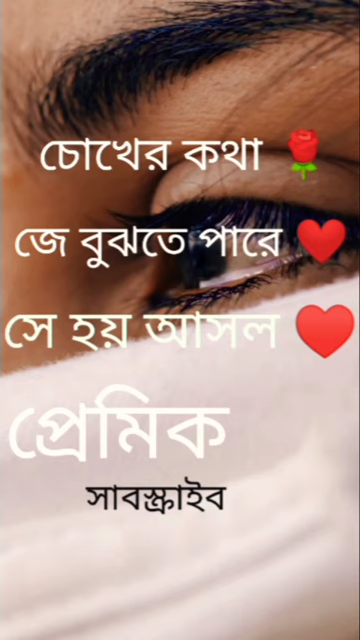 চোখের কথা 🌹
জে বুঝতে পারে ❤️
সে হয় আসল ❤️
প্রেমিক
সাবস্ক্রাইব